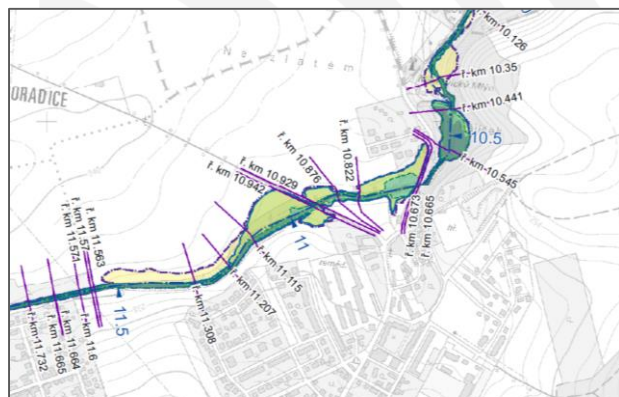 ř. km 10.126
Na zlatém
ř. km 10.35
ORADICE
ř. km 10.441
10.5
ř. km 10.822
ř. km 10.876
ř. km 10.929
ř. km 10.942
ř. km 10.545
ř. km 10.673
ř. km 10.665
11
ř. km 11.563
ř. km 11.57
ř. km 11.571
ř. km 11.115
ř. km 11.207
11.5
ř. km 11.308
ř. km 11.6
ř. km 11.664
ř. km 11.665
ř. km 11.732